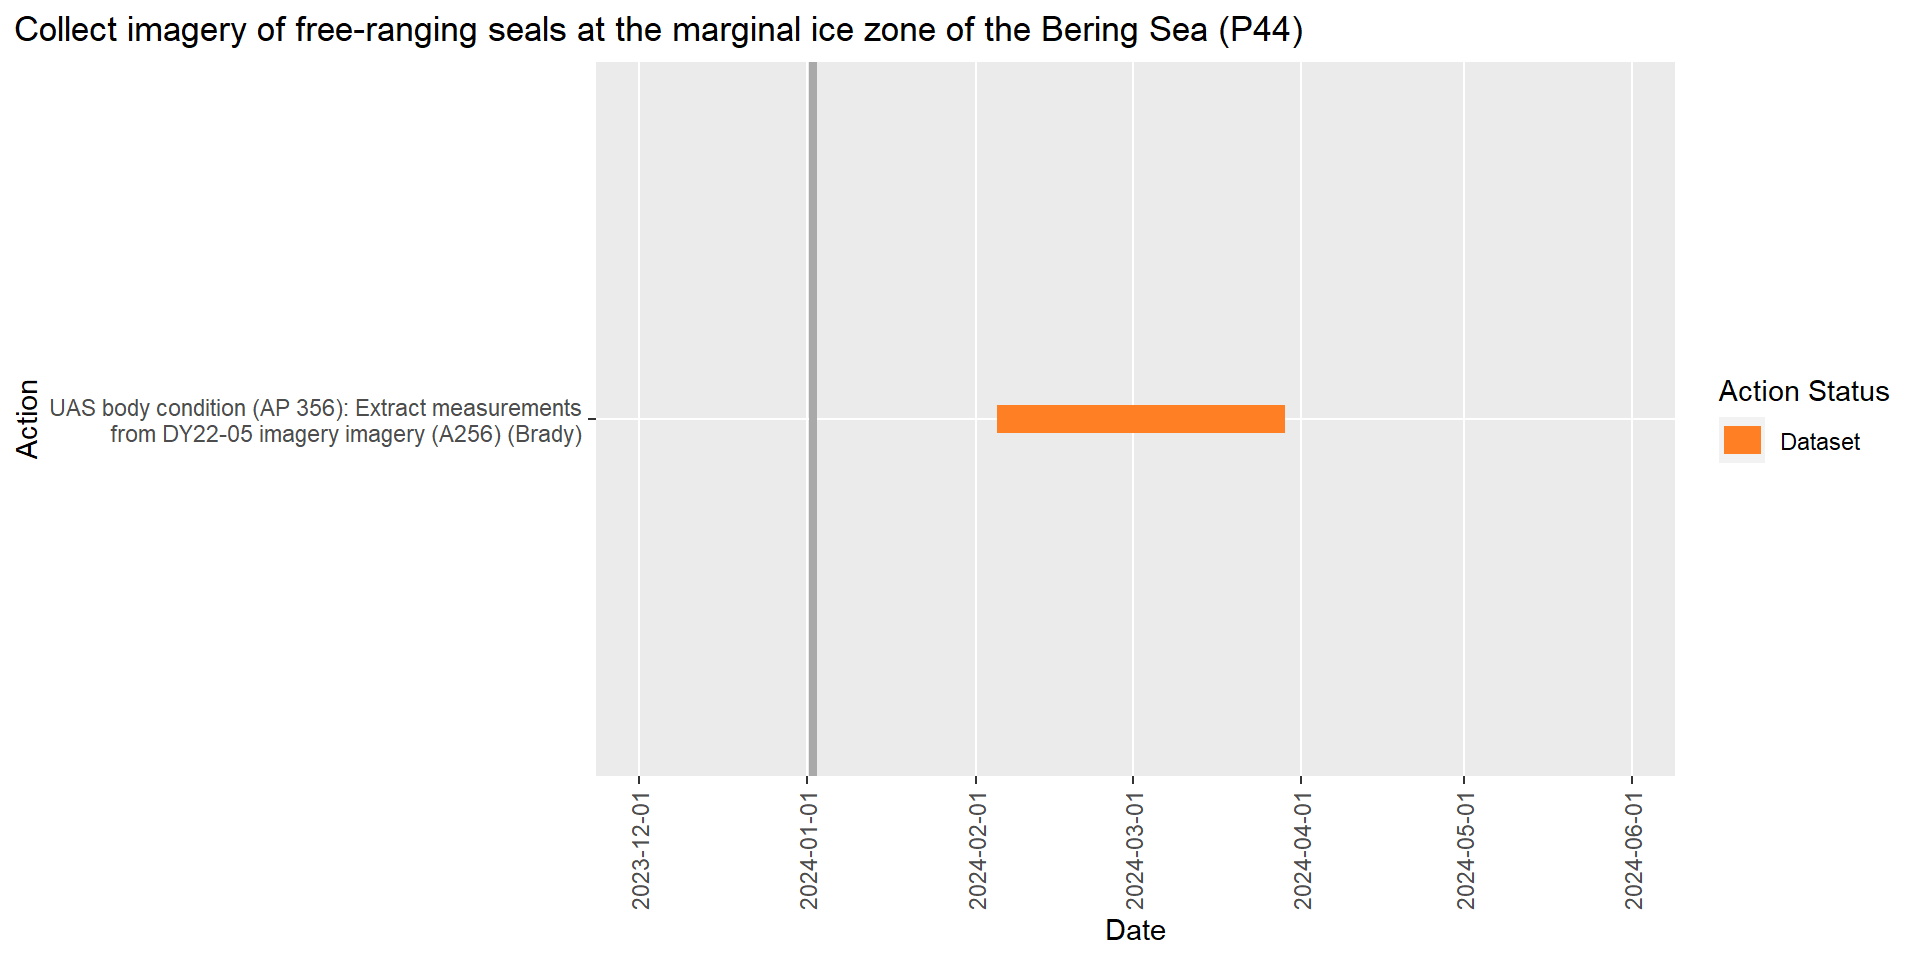 Collect imagery of free-ranging seals at the marginal ice zone of the Bering Sea (P44)
Action
UAS body condition (AP 356): Extract measurements
from DY22-05 imagery imagery (A256) (Brady)
Action Status
Dataset
2023-12-01
2024-01-01
2024-02-01
2024-03-01
2024-04-01
2024-05-01
2024-06-01
Date